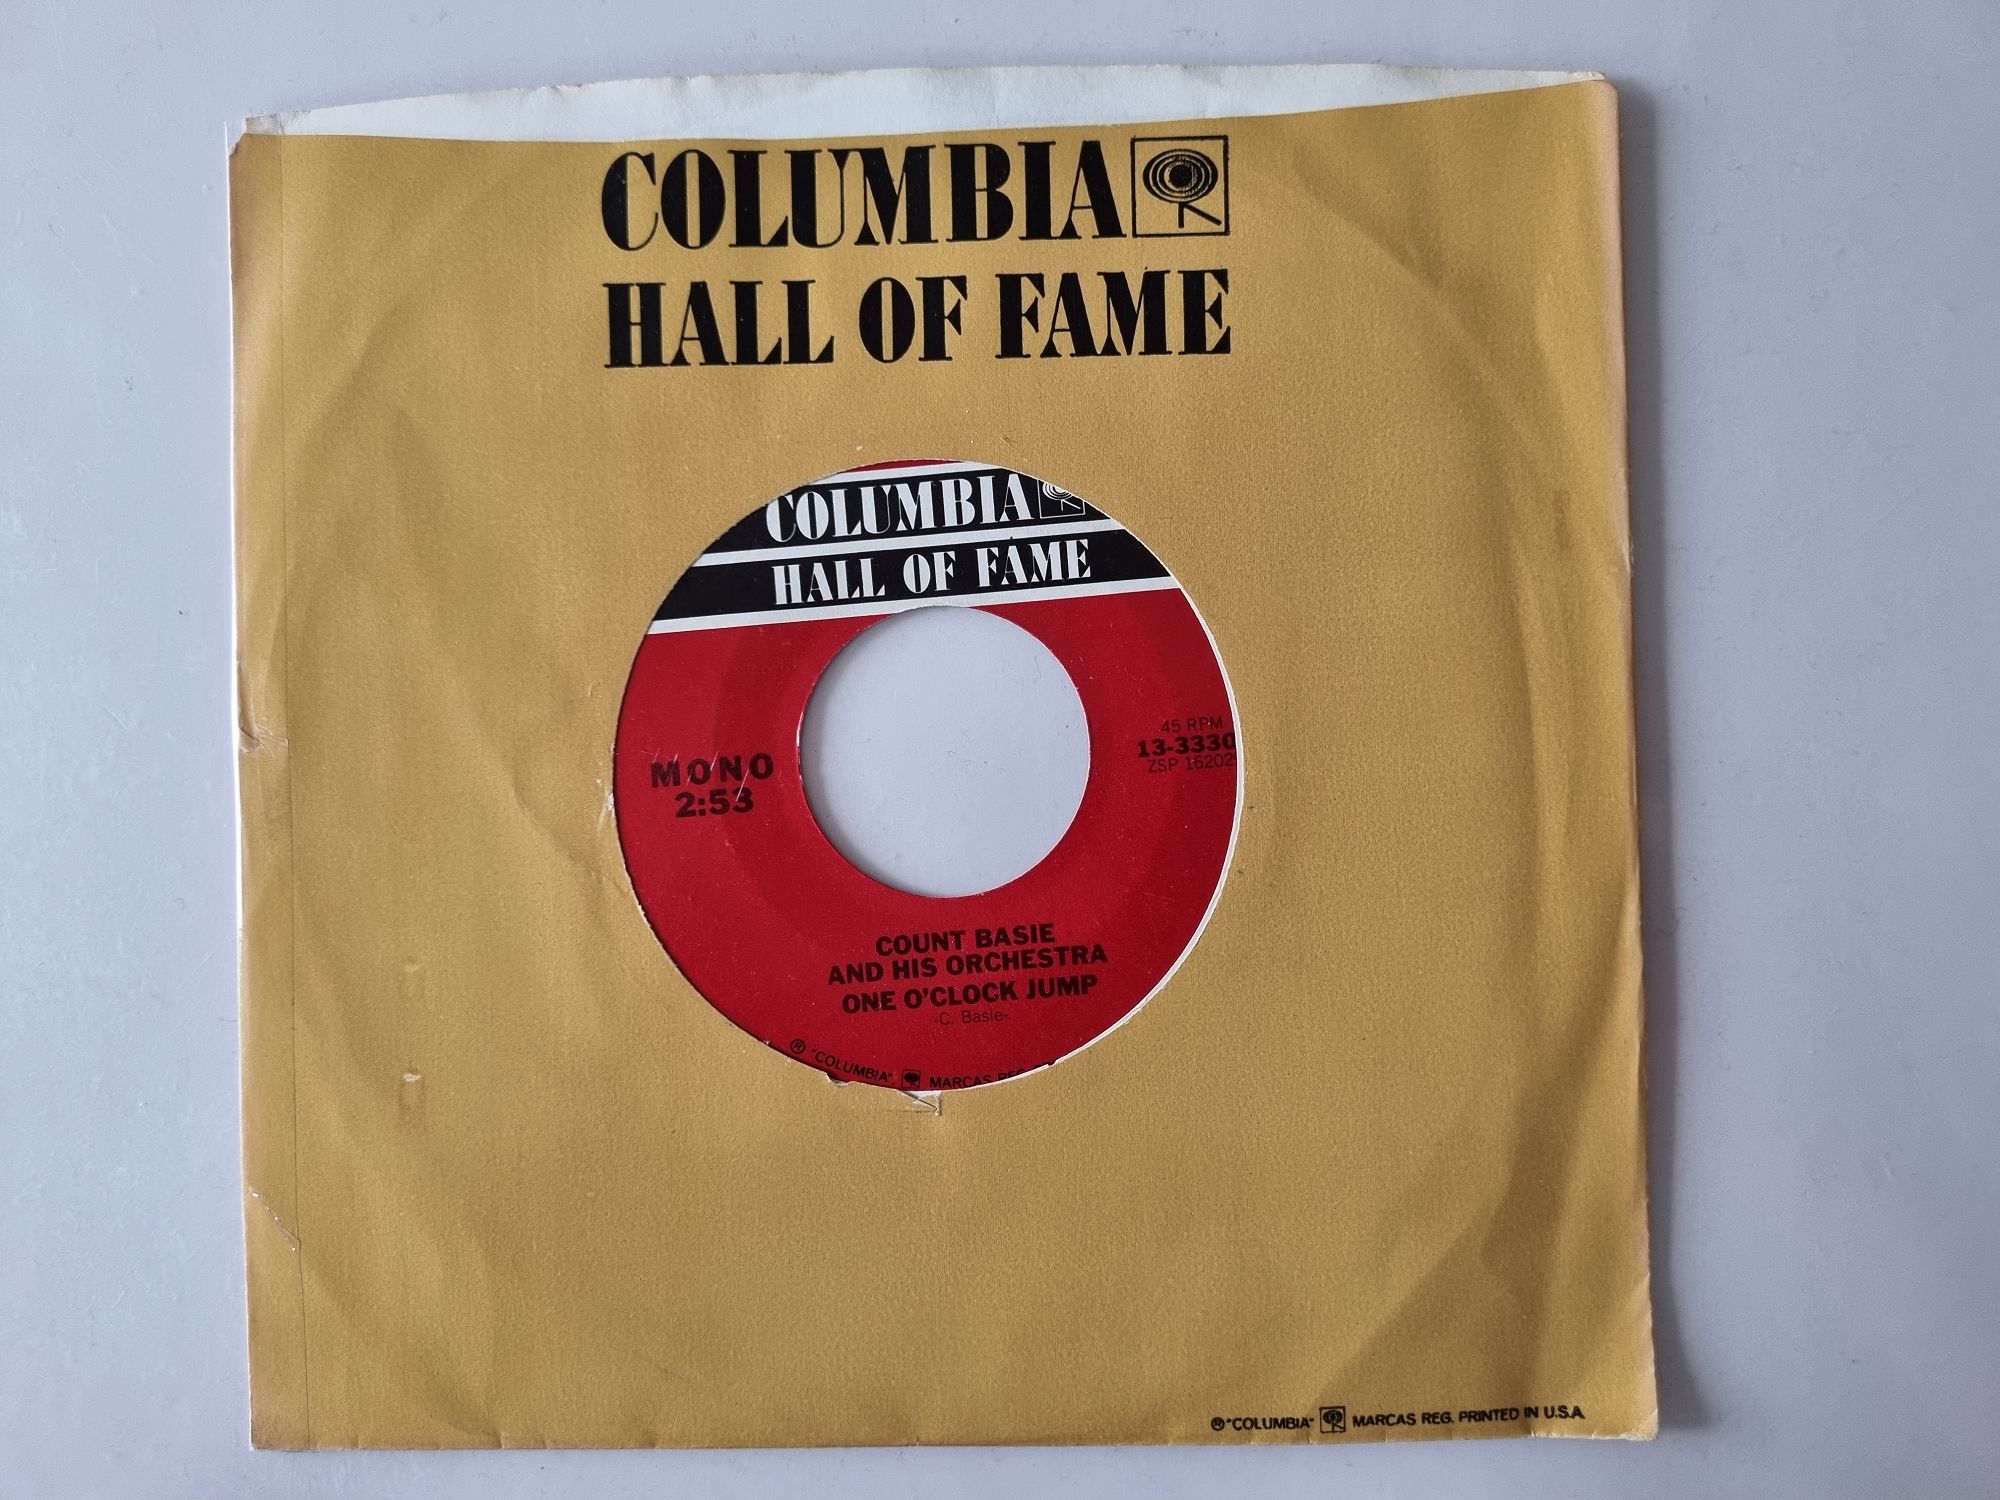 COLUMBIA
HALL OF FAME
COLUMBIA
HALL OF FAME
45 RPM
13-3330
ZSP 16202
MONO
2:53
COUNT BASIE
AND HIS ORCHESTRA
ONE O'CLOCK JUMP
-C. Basie-
® "COLUMBIA", MARCAS REG
® "COLUMBIA" MARCAS REG. PRINTED IN U.S.A